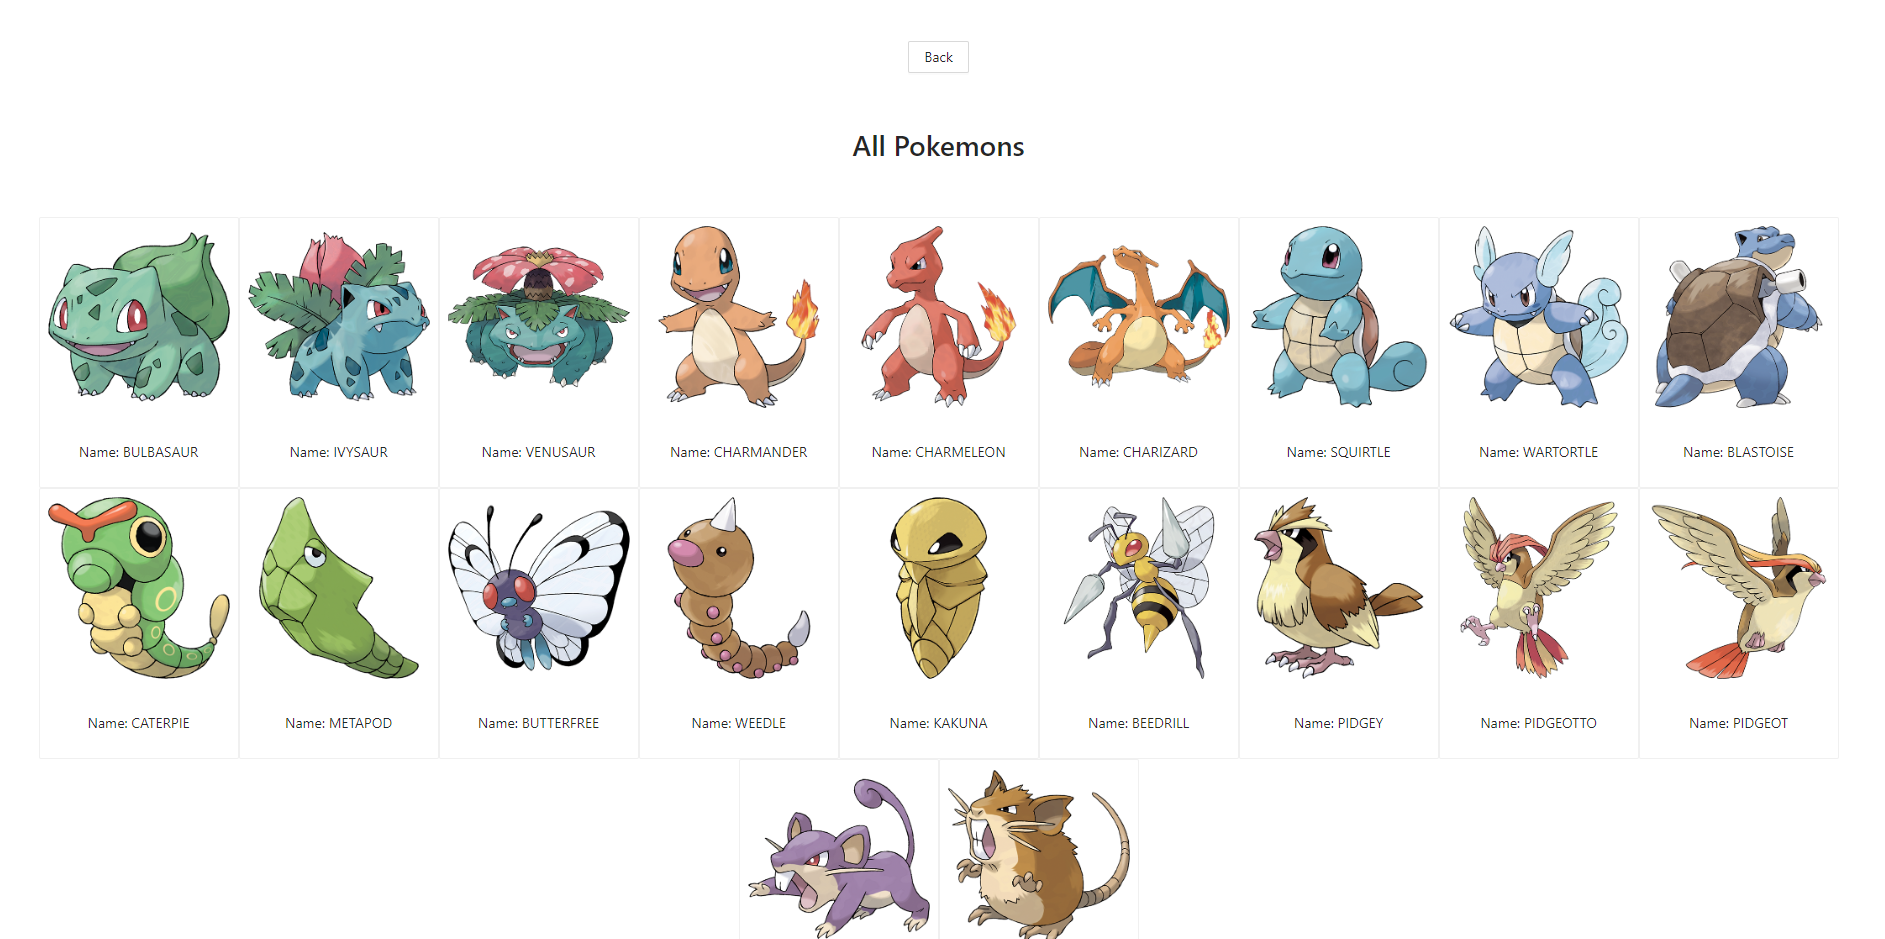 Back
All Pokemons
Name: BULBASAUR
Name: IVYSAUR
Name: VENUSAUR
Name: CHARMANDER
Name: CHARMELEON
Name: CHARIZARD
Name: SQUIRTLE
Name: WARTORTLE
Name: BLASTOISE
Name: CATERPIE
Name: METAPOD
Name: BUTTERFREE
Name: WEEDLE
Name: KAKUNA
Name: BEEDRILL
Name: PIDGEY
Name: PIDGEOTTO
Name: PIDGEOT